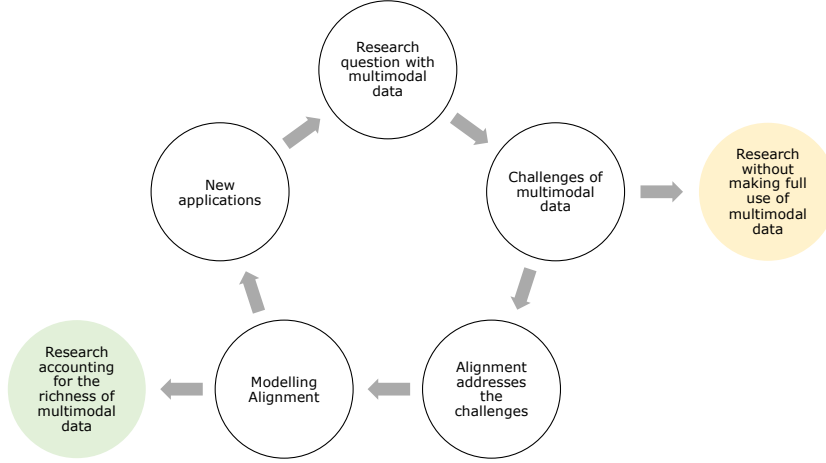 Research
question with
multimodal
data
Challenges of
multimodal
data
Research
without
making full
use of
multimodal
data
Alignment
addresses
the
challenges
Modelling
Alignment
Research
accounting
for the
richness of
multimodal
data
New
applications